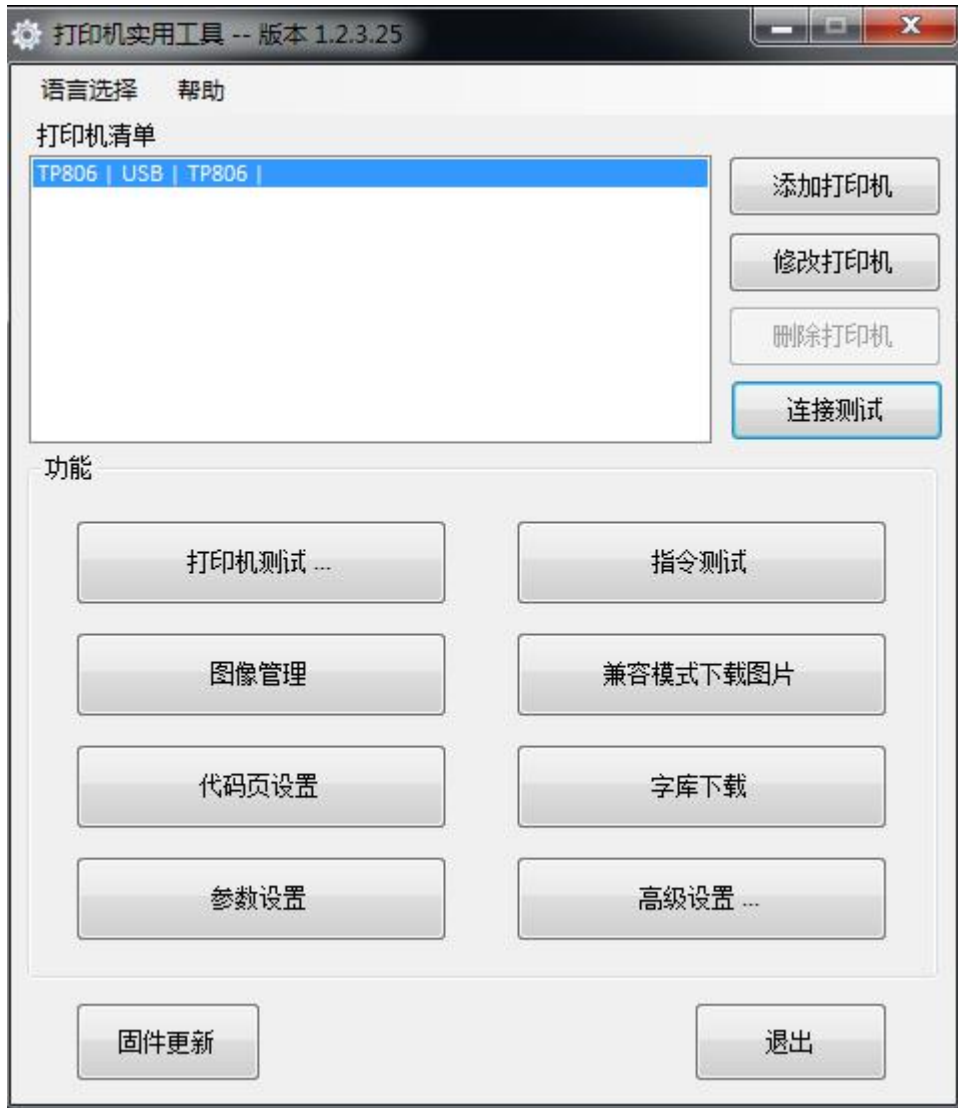 打印机实用工具 -- 版本 1.2.3.25
语言选择 帮助
打印机清单
TP806 | USB | TP806 |
添加打印机
修改打印机
删除打印机
连接测试
功能
打印机测试 ...
指令测试
图像管理
兼容模式下载图片
代码页设置
字库下载
参数设置
高级设置 ...
固件更新
退出